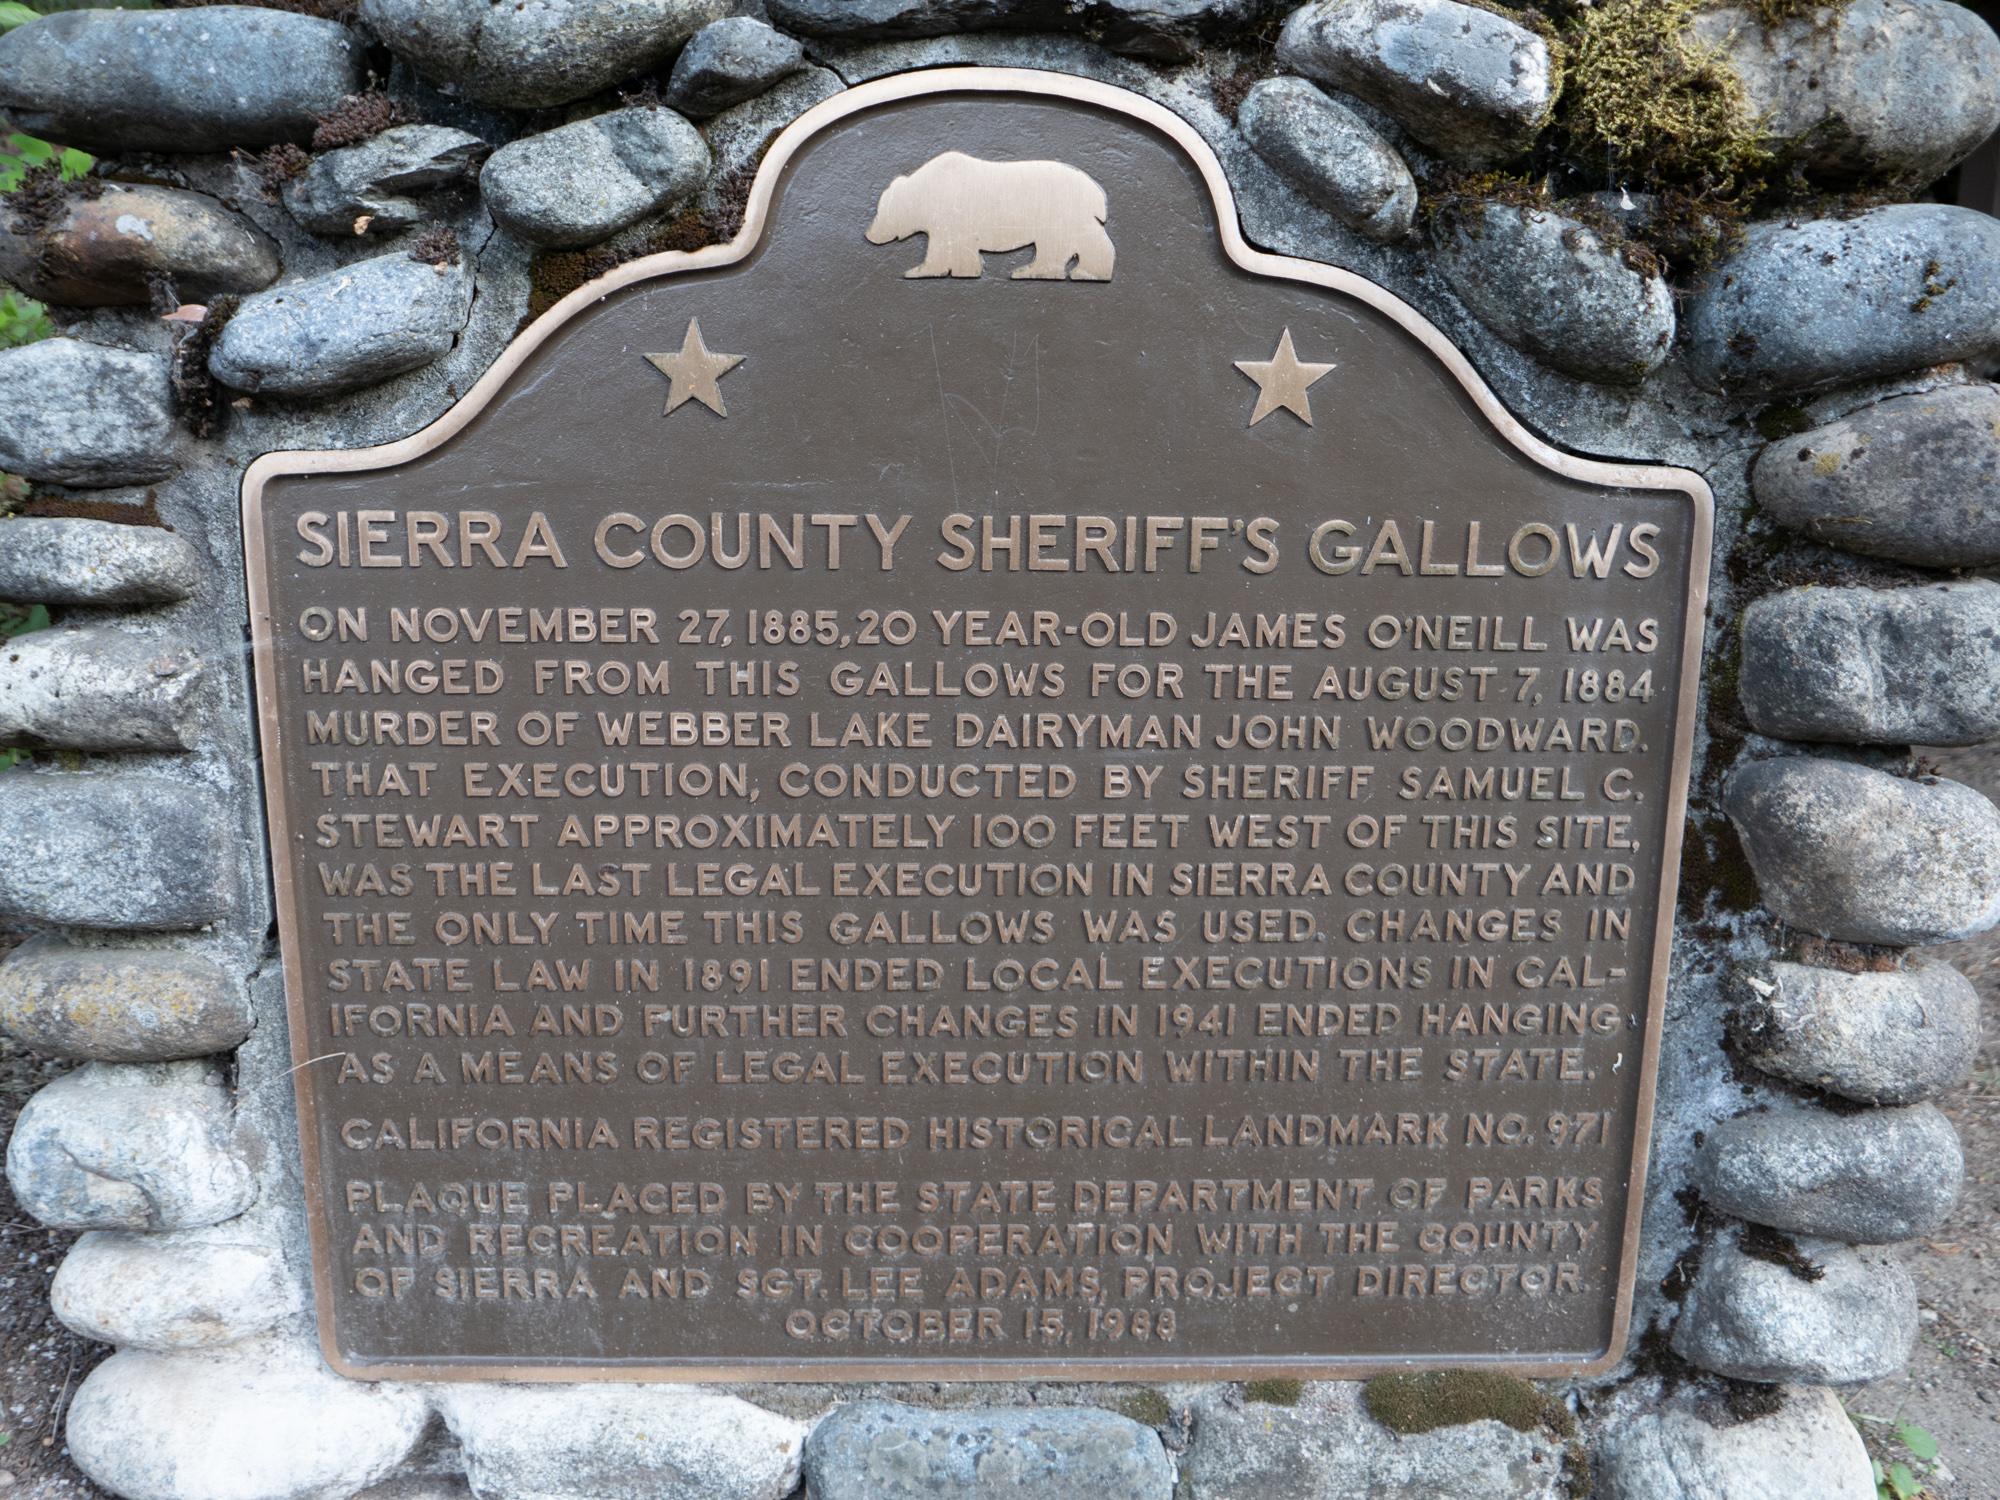 SIERRA COUNTY SHERIFF'S GALLOWS
ON NOVEMBER 27, 1885, 20 YEAR-OLD JAMES O'NEILL WAS
HANGED FROM THIS GALLOWS FOR THE AUGUST 7, 1884
MURDER OF WEBBER LAKE DAIRYMAN JOHN WOODWARD.
THAT EXECUTION, CONDUCTED BY SHERIFF SAMUEL C.
STEWART APPROXIMATELY 100 FEET WEST OF THIS SITE,
WAS THE LAST LEGAL EXECUTION IN SIERRA COUNTY AND
THE ONLY TIME THIS GALLOWS WAS USED. CHANGES IN
STATE LAW IN 1891 ENDED LOCAL EXECUTIONS IN CAL-
IFORNIA AND FURTHER CHANGES IN 1941 ENDED HANGING
AS A MEANS OF LEGAL EXECUTION WITHIN THE STATE.
CALIFORNIA REGISTERED HISTORICAL LANDMARK NO. 971
PLAQUE PLACED BY THE STATE DEPARTMENT OF PARKS
AND RECREATION IN COOPERATION WITH THE COUNTY
OF SIERRA AND SGT. LEE ADAMS, PROJECT DIRECTOR.
OCTOBER 15, 1988